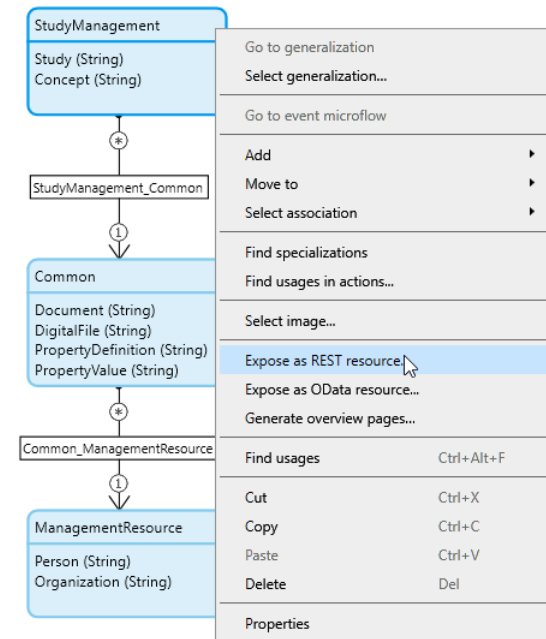 StudyManagement
Study (String)
Concept (String)
*
StudyManagement_Common
1
Common
Document (String)
DigitalFile (String)
PropertyDefinition (String)
PropertyValue (String)
*
Common_ManagementResource
1
ManagementResource
Person (String)
Organization (String)
Go to generalization
Select generalization...
Go to event microflow
Add
Move to
Select association
Find specializations
Find usages in actions...
Select image...
Expose as REST resource..
Expose as OData resource...
Generate overview pages...
Find usages Ctrl+Alt+F
Cut Ctrl+X
Copy Ctrl+C
Paste Ctrl+V
Delete Del
Properties